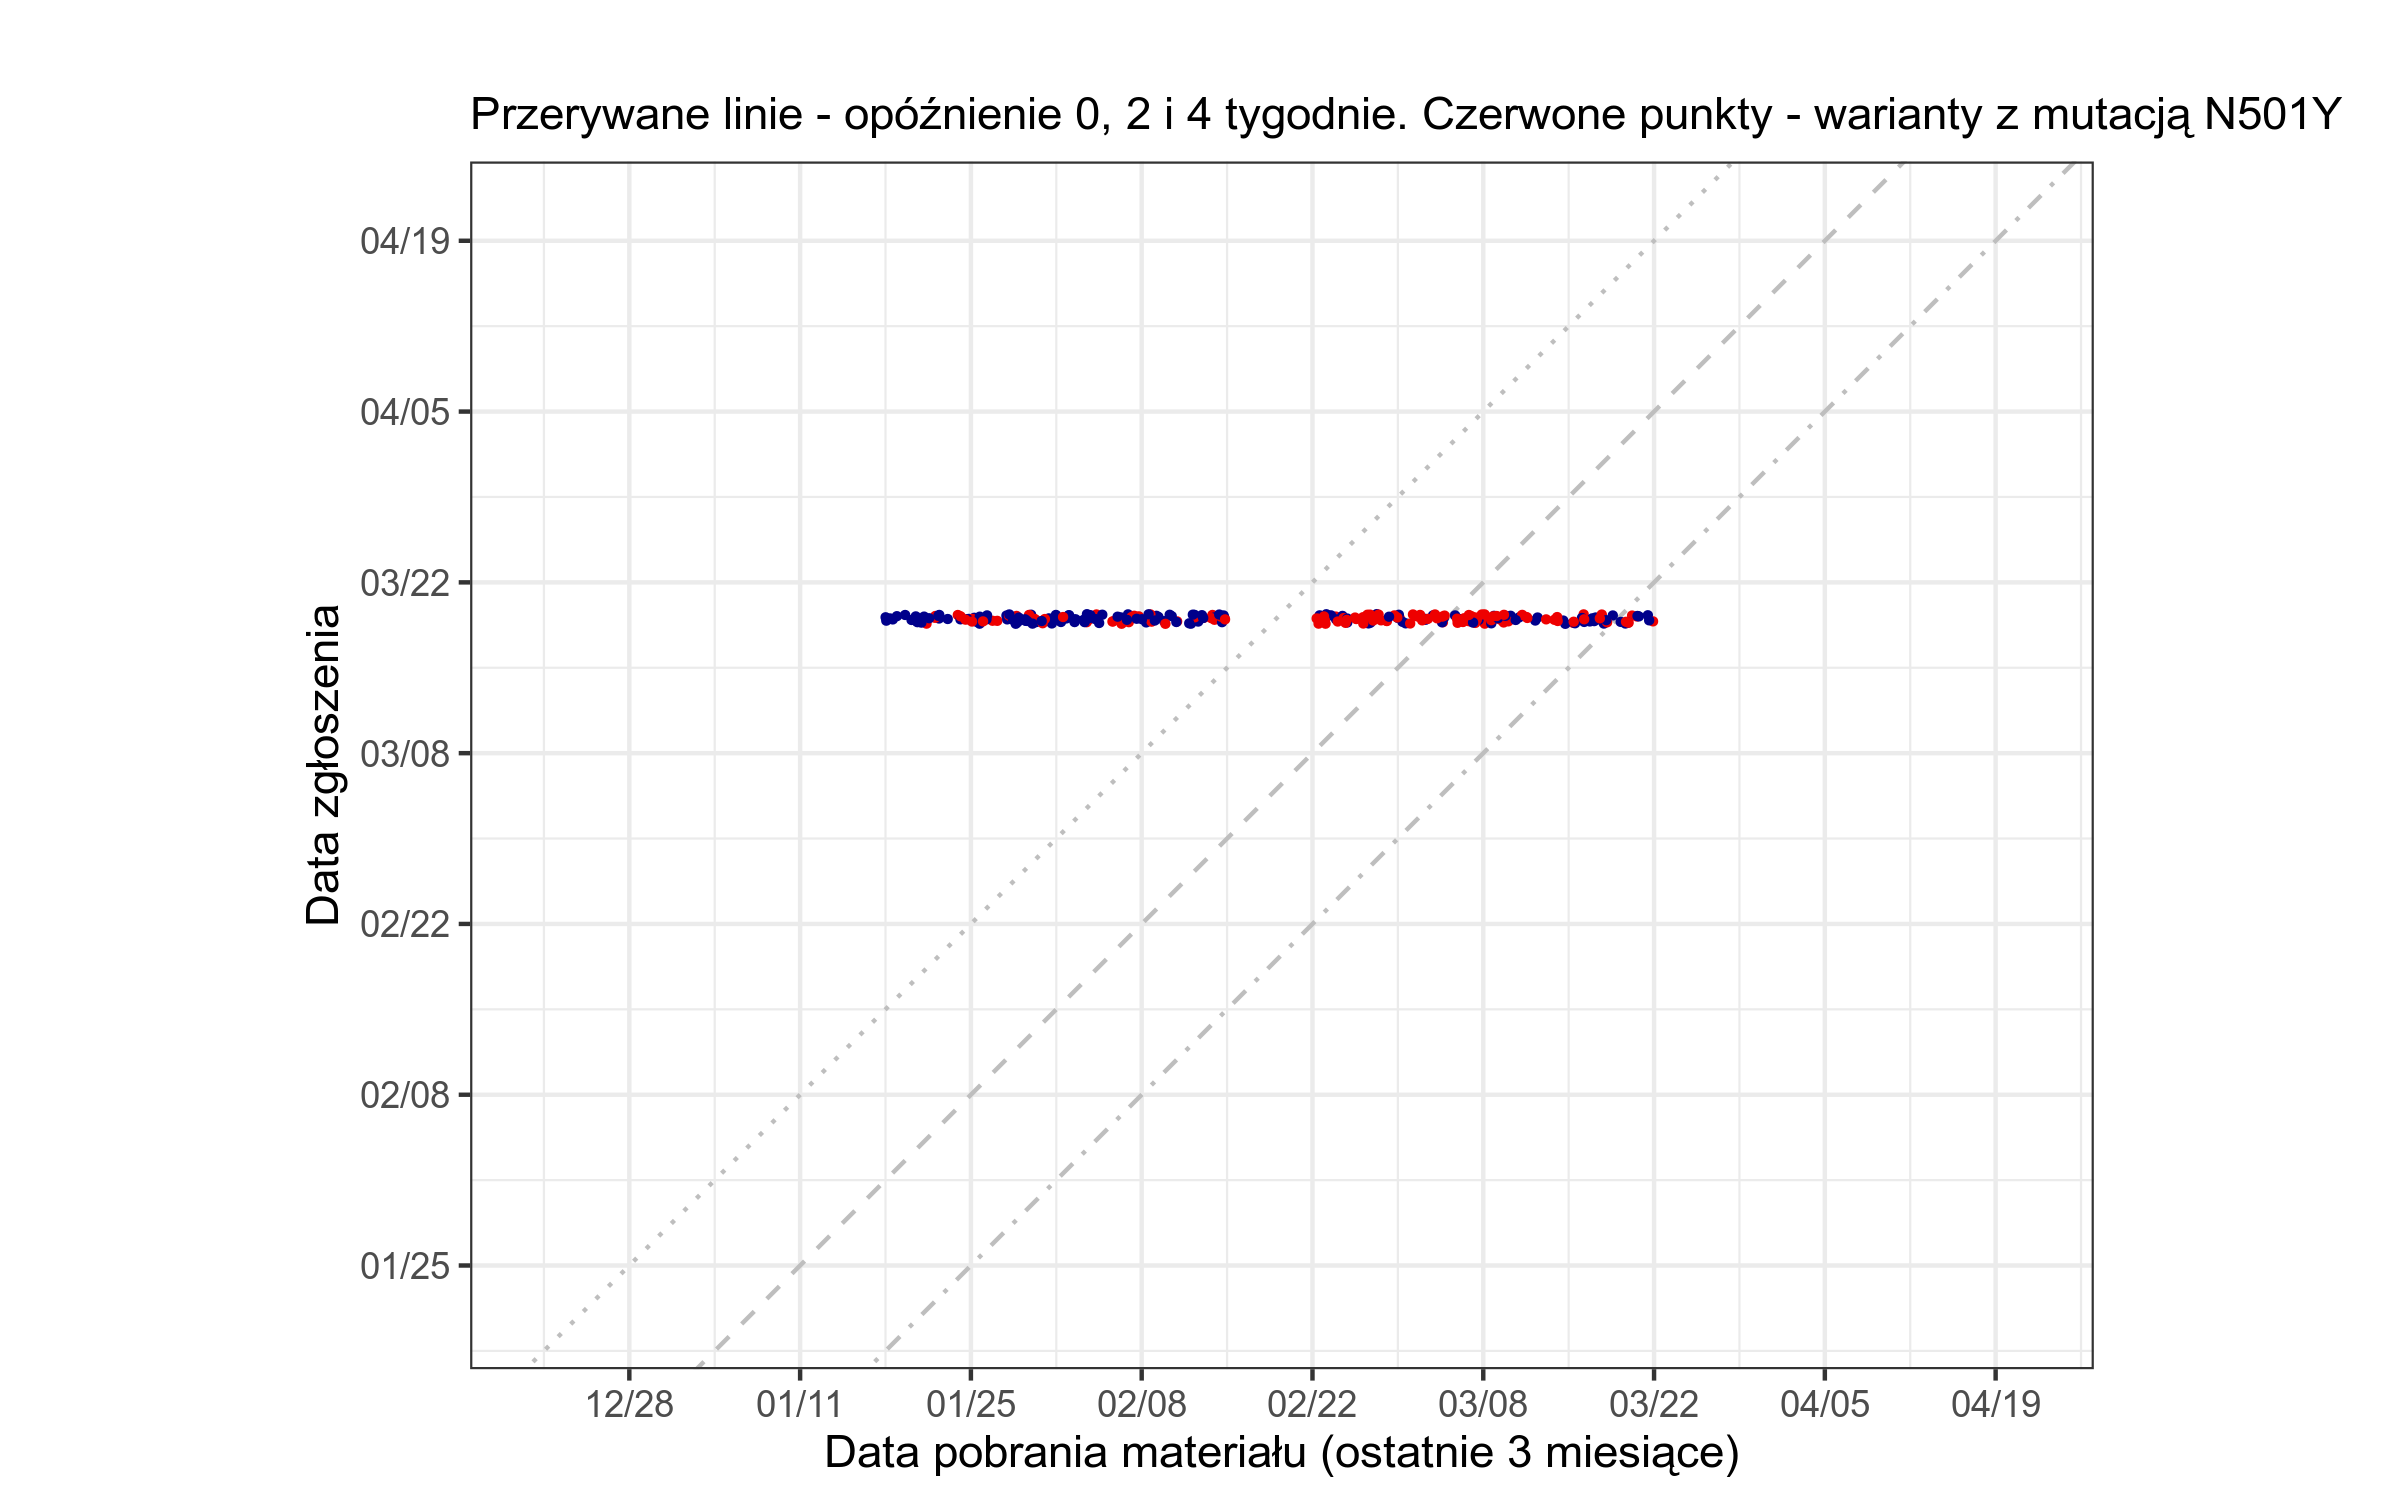 Przerywane linie - opóźnienie 0, 2 i 4 tygodnie. Czerwone punkty - warianty z mutacją N501Y
04/19
04/05
03/22
03/08
02/22
02/08
01/25
Data zgłoszenia
12/28 01/11 01/25 02/08 02/22 03/08 03/22 04/05 04/19
Data pobrania materiału (ostatnie 3 miesiące)